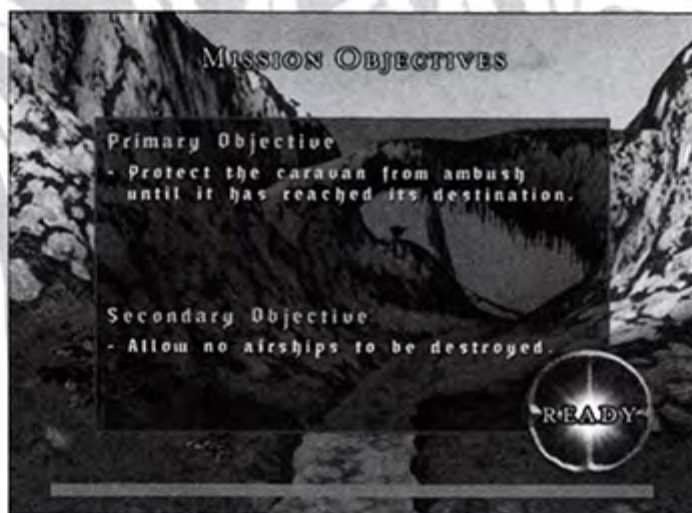 Mission Objectives
Primary Objective
- Protect the caravan from ambush
until it has reached its destination.
Secondary Objective
- Allow no airships to be destroyed.
READY